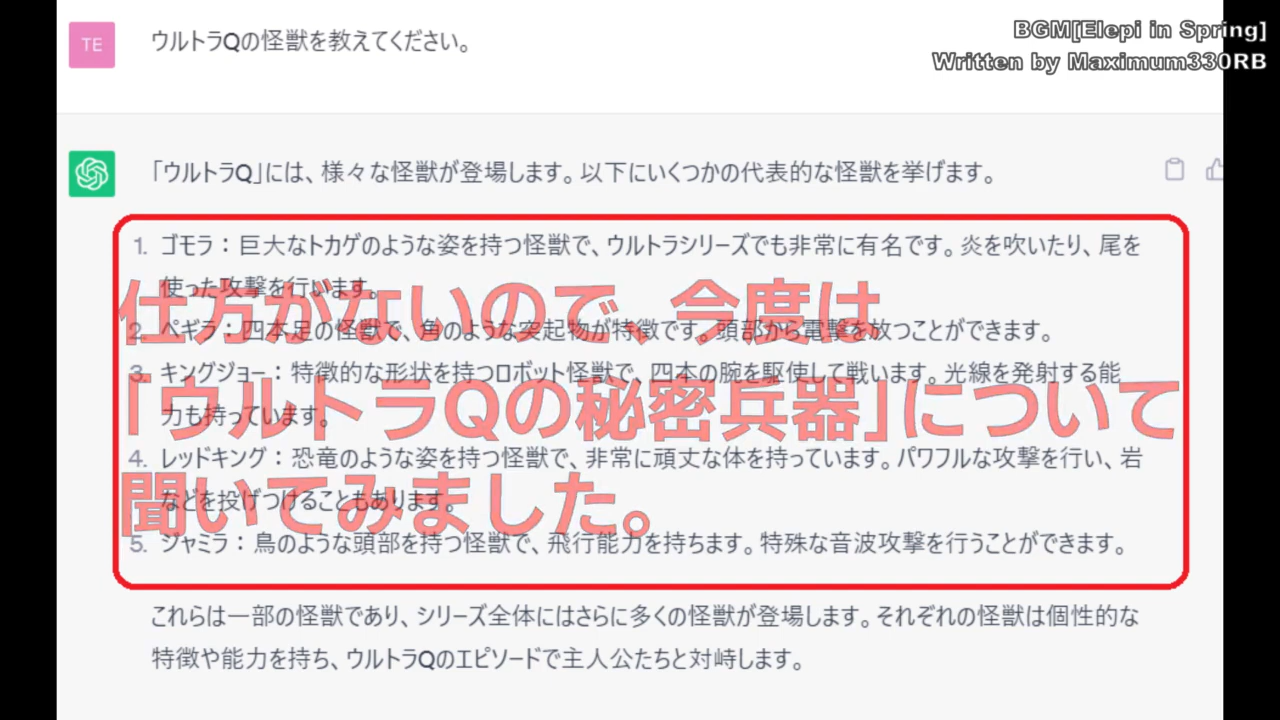 TE
ウルトラQの怪獣を教えてください。
BGM[Elepi in Spring]
Written by Maximum330RB
「ウルトラQ」には、様々な怪獣が登場します。以下にいくつかの代表的な怪獣を挙げます。
1. ゴモラ：巨大なトカゲのような姿を持つ怪獣で、ウルトラシリーズでも非常に有名です。炎を吹いたり、尾を
使った攻撃を行います。
仕方がないので、今度は
2. ペギラ：四本足の怪獣で、角のような突起物が特徴です。頭部から電撃を放つことができます。
3. キングジョー：特徴的な形状を持つロボット怪獣で、四本の腕を駆使して戦います。光線を発射する能
力も持っています。
「ウルトラQの秘密兵器」について
4. レッドキング：恐竜のような姿を持つ怪獣で、非常に頑丈な体を持っています。パワフルな攻撃を行い、岩
などを投げつけることもあります。
聞いてみました。
5. ジャミラ：鳥のような頭部を持つ怪獣で、飛行能力を持ちます。特殊な音波攻撃を行うことができます。
これらは一部の怪獣であり、シリーズ全体にはさらに多くの怪獣が登場します。それぞれの怪獣は個性的な
特徴や能力を持ち、ウルトラQのエピソードで主人公たちと対峙します。